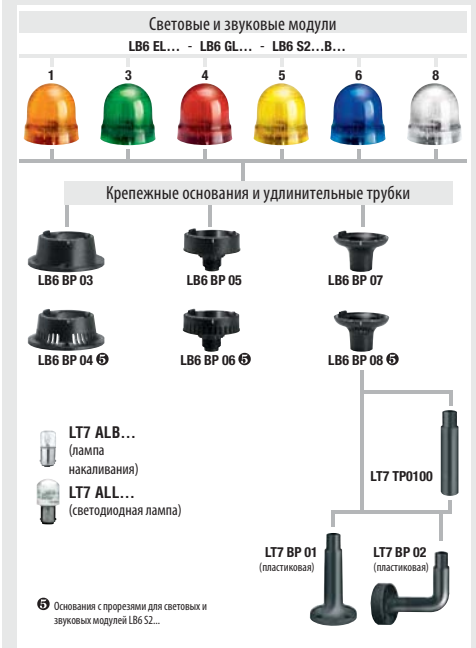 Световые и звуковые модули
LB6 EL... - LB6 GL... - LB6 S2...B...
1 3 4 5 6 8
Крепежные основания и удлинительные трубки
LB6 BP 03 LB6 BP 05 LB6 BP 07
LB6 BP 04 ❺ LB6 BP 06 ❺ LB6 BP 08 ❺
LT7 ALB...
(лампа
накаливания)
LT7 ALL...
(светодиодная лампа)
LT7 TP0100
LT7 BP 01 LT7 BP 02
(пластиковая) (пластиковая)
❺ Основания с прорезями для световых и
звуковых модулей LB6 S2...